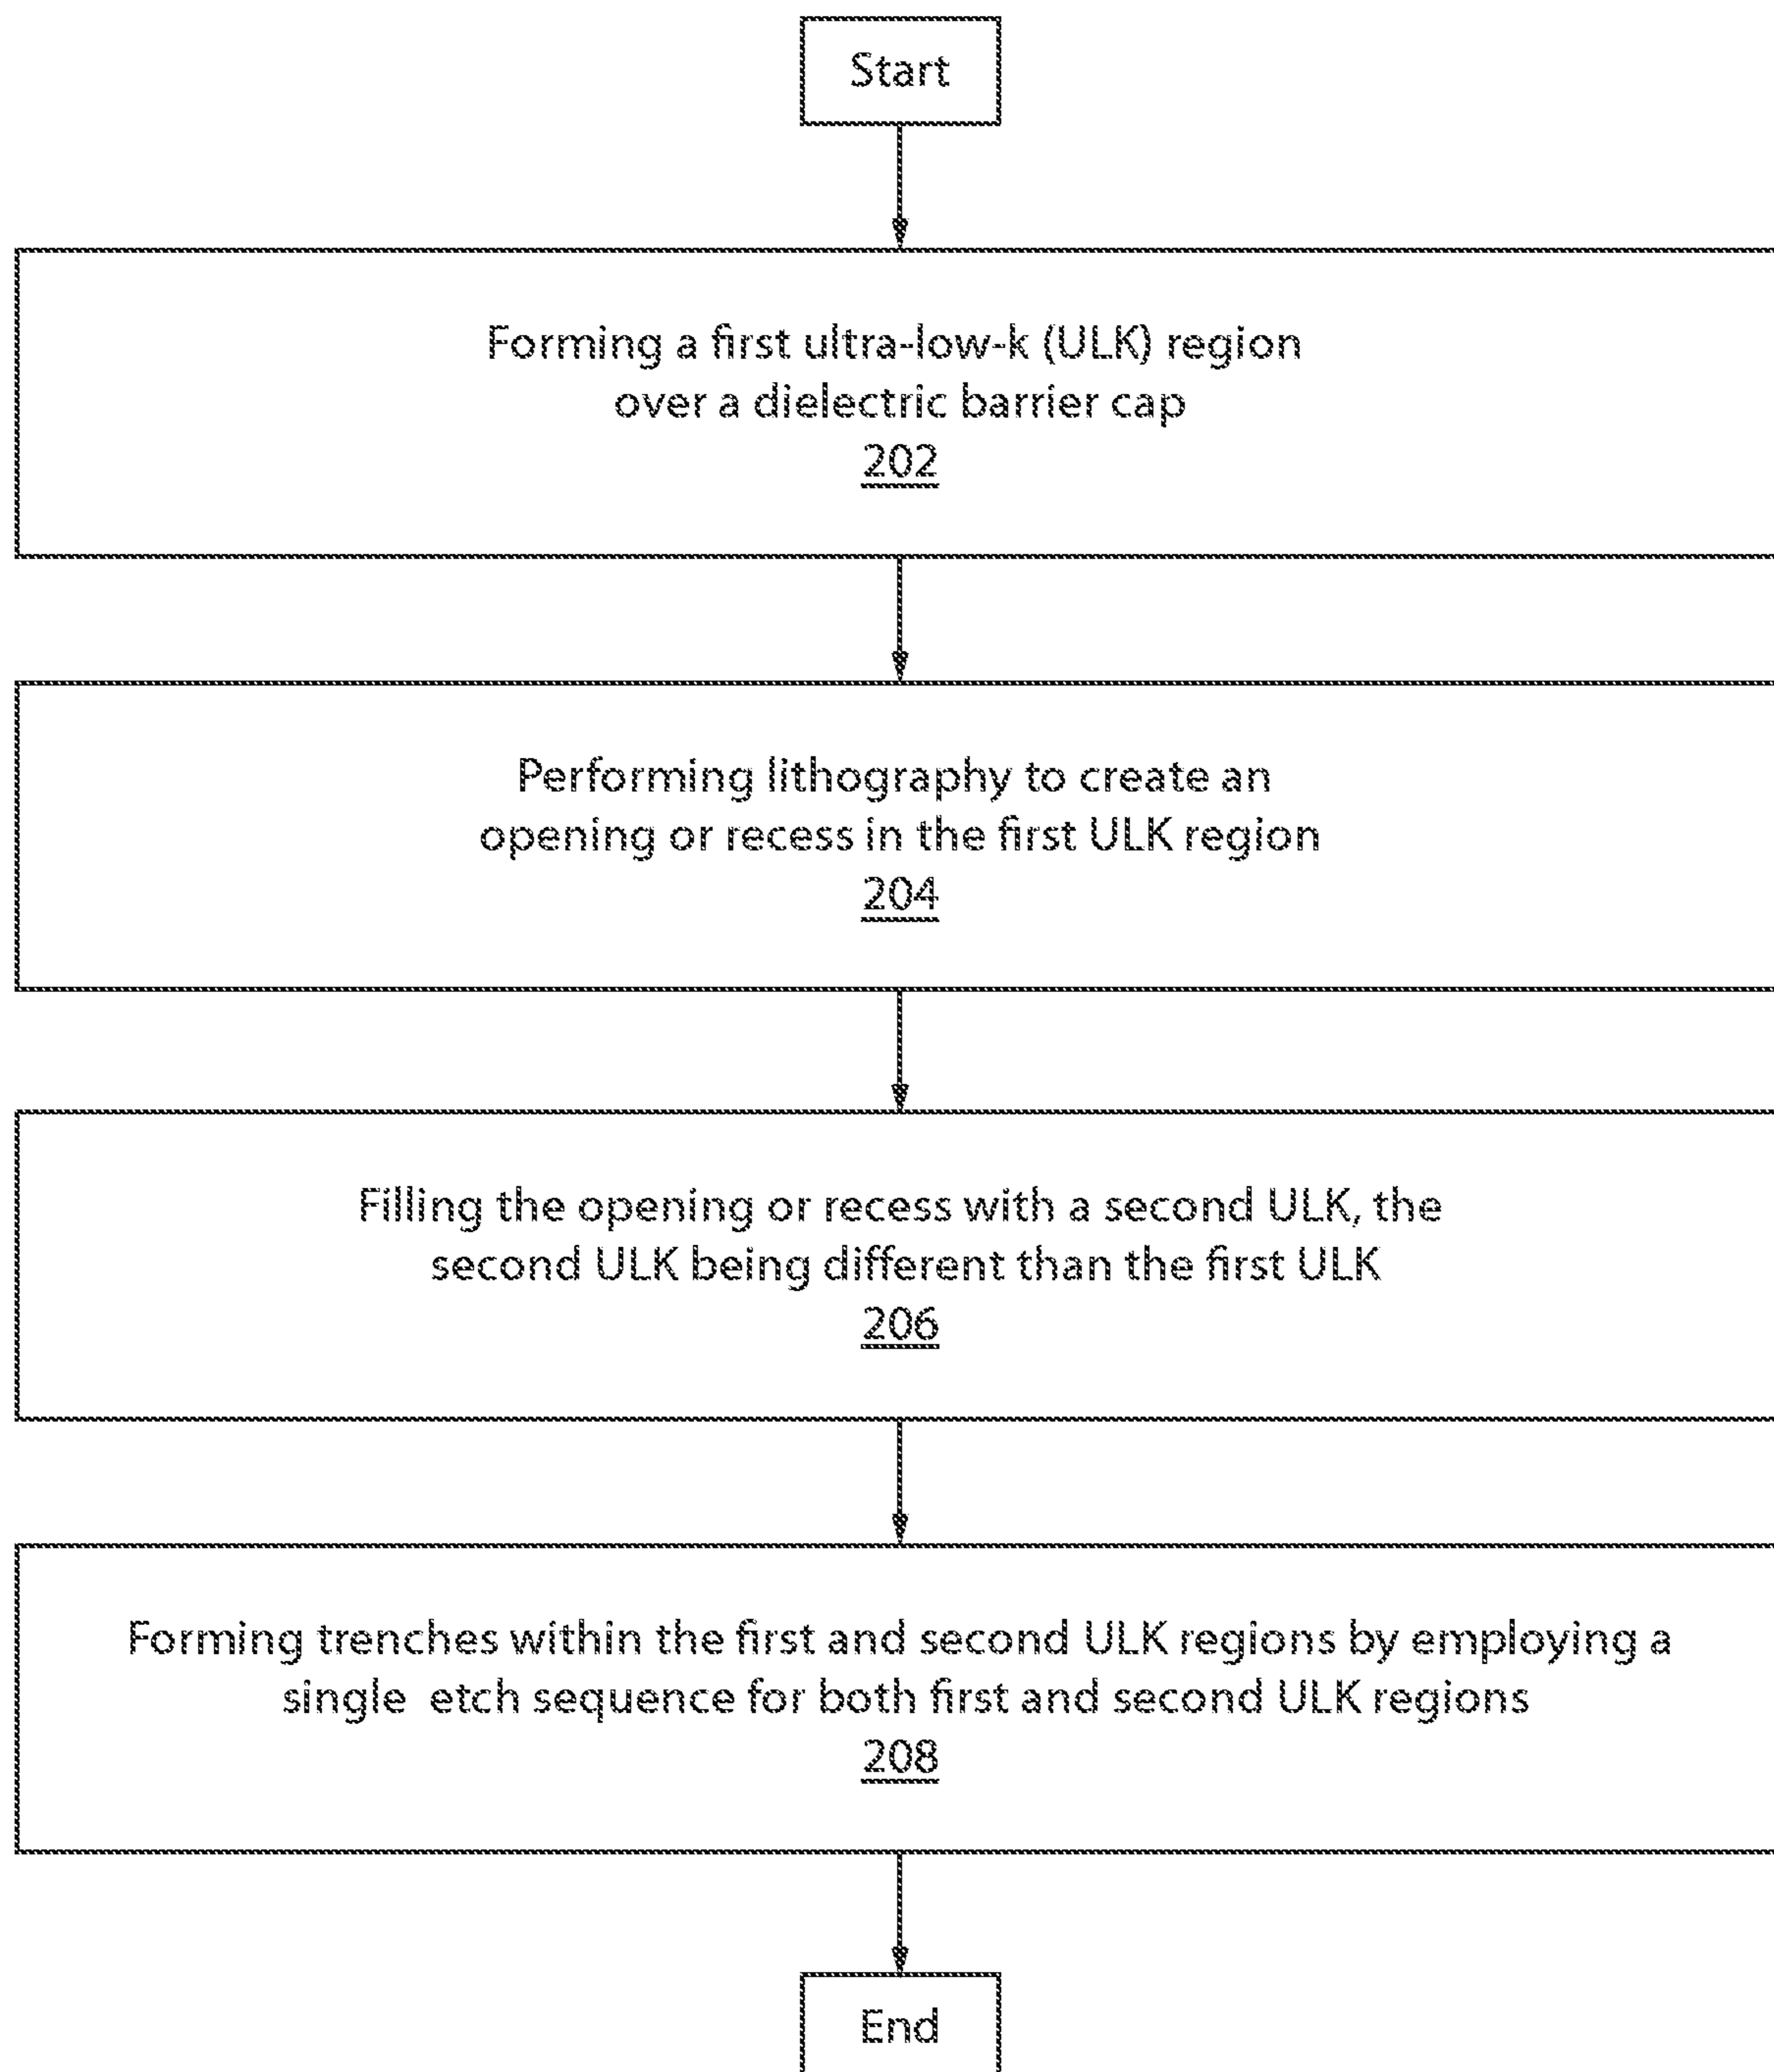 Start
Forming a first ultra-low-k (ULK) region
over a dielectric barrier cap
202
Performing lithography to create an
opening or recess in the first ULK region
204
Filling the opening or recess with a second ULK, the
second ULK being different than the first ULK
206
Forming trenches within the first and second ULK regions by employing a
single etch sequence for both first and second ULK regions
208
End